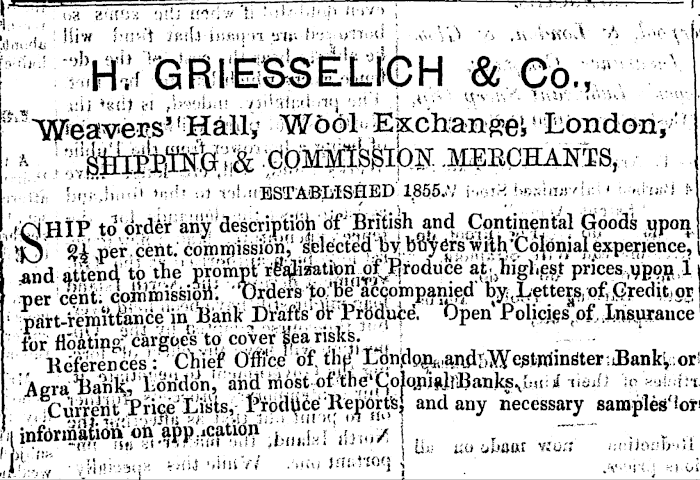 H. GRIESSELICH & Co.,
Weavers' Hall, Wool Exchange, London,
SHIPPING & COMMISSION MERCHANTS,
ESTABLISHED 1855.
SHIP to order any description of British and Continental Goods upon
2½ per cent. commission, selected by buyers with Colonial experience,
and attend to the prompt realization of Produce at highest prices upon 1
per cent. commission. Orders to be accompanied by Letters of Credit or
part-remittance in Bank Drafts or Produce. Open Policies of Insurance
for floating cargoes to cover sea risks.
References: Chief Office of the London and Westminster Bank, or
Agra Bank, London, and most of the Colonial Banks.
Current Price Lists, Produce Reports, and any necessary samples or
information on app ication